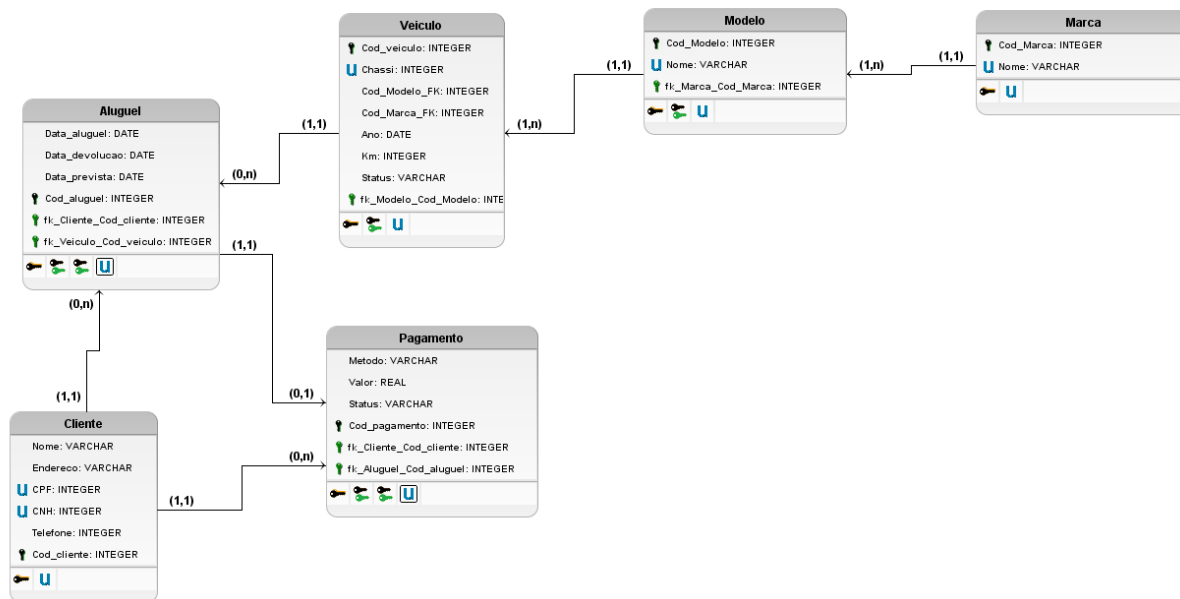 Veiculo
Cod_veiculo: INTEGER
U Chassi: INTEGER
Cod_Modelo_FK: INTEGER
Cod_Marca_FK: INTEGER
Ano: DATE
Km: INTEGER
Status: VARCHAR
fk_Modelo_Cod_Modelo: INTE
U
Modelo
Cod_Modelo: INTEGER
U Nome: VARCHAR
fk_Marca_Cod_Marca: INTEGER
U
Marca
Cod_Marca: INTEGER
U Nome: VARCHAR
U
(1,1)
(1,n)
(1,1)
(1,n)
(1,1)
(0,n)
Aluguel
Data_aluguel: DATE
Data_devolucao: DATE
Data_prevista: DATE
Cod_aluguel: INTEGER
fk_Cliente_Cod_cliente: INTEGER
fk_Veiculo_Cod_veiculo: INTEGER
U
(1,1)
(0,n)
(1,1)
(0,1)
(0,n)
(1,1)
Pagamento
Metodo: VARCHAR
Valor: REAL
Status: VARCHAR
Cod_pagamento: INTEGER
fk_Cliente_Cod_cliente: INTEGER
fk_Aluguel_Cod_aluguel: INTEGER
U
Cliente
Nome: VARCHAR
Endereco: VARCHAR
U CPF: INTEGER
U CNH: INTEGER
Telefone: INTEGER
Cod_cliente: INTEGER
U